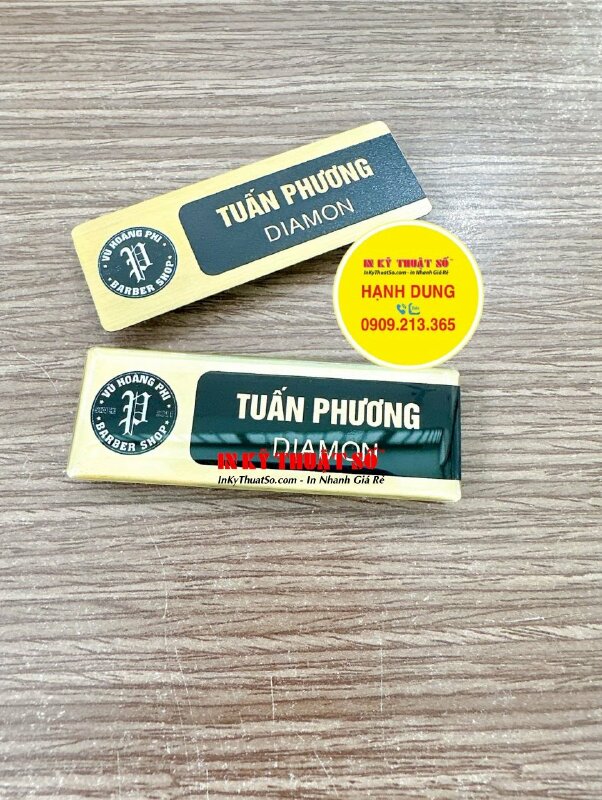 TUẤN PHƯƠNG
DIAMON
VŨ HOÀNG PHI
P
BARBER SHOP
IN KỸ THUẬT SỐ
InKyThuatSo.com - In Nhanh Giá Rẻ
HẠNH DUNG
0909.213.365
TUẤN PHƯƠNG
DIAMON
VŨ HOÀNG PHI
P
BARBER SHOP
IN KỸ THUẬT SỐ
InKyThuatSo.com - In Nhanh Giá Rẻ